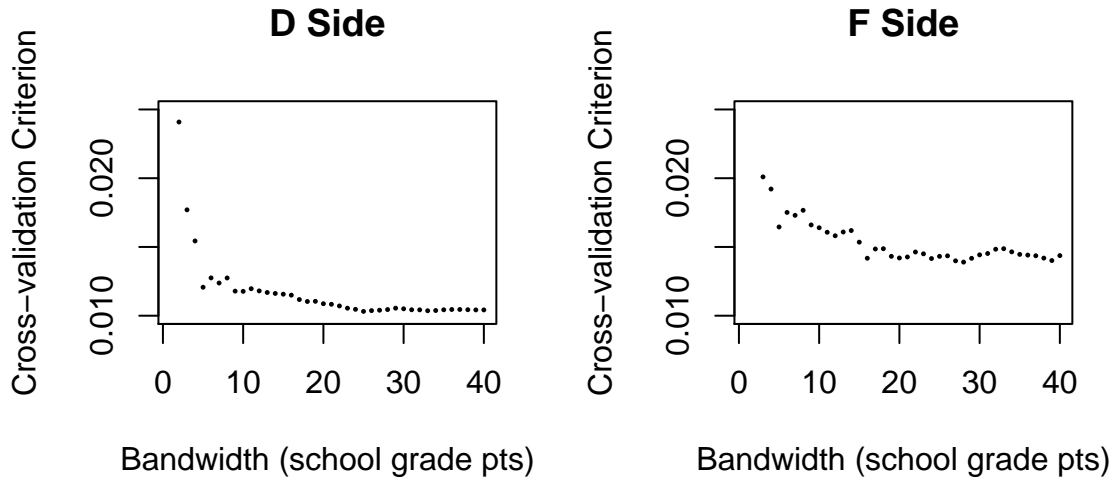 D Side
Cross−validation Criterion
0.020
0.010
0 10 20 30 40
Bandwidth (school grade pts)
F Side
Cross−validation Criterion
0.020
0.010
0 10 20 30 40
Bandwidth (school grade pts)